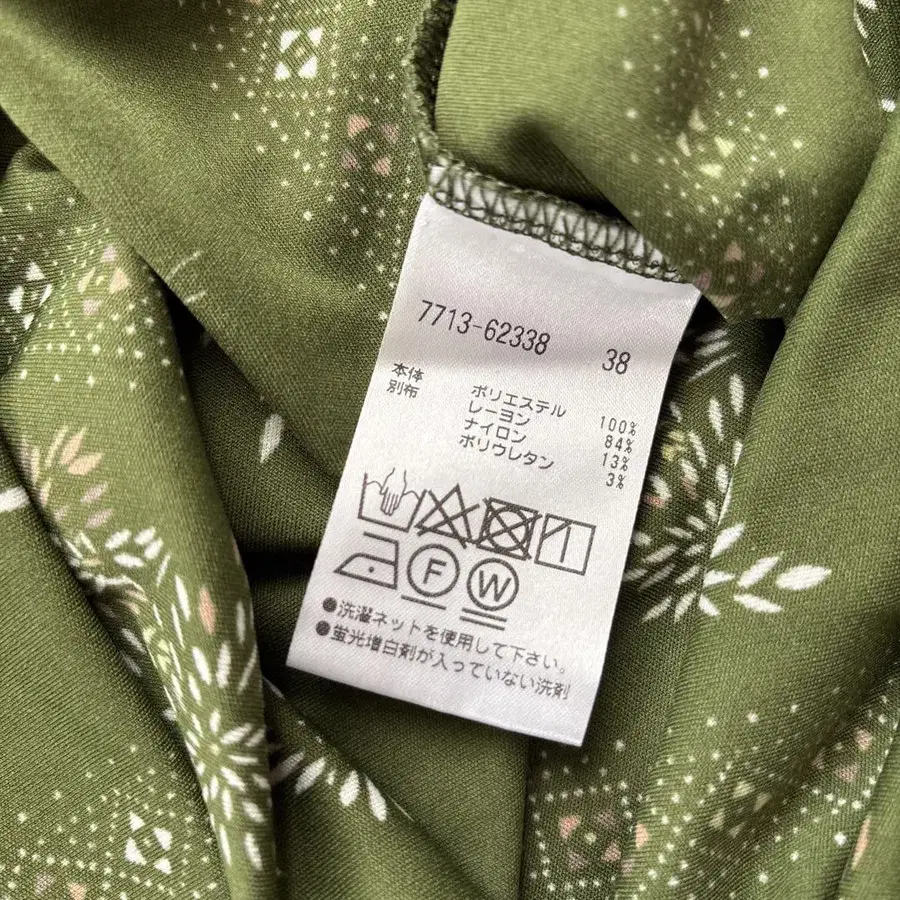 7713-62338 38
本体 ポリエステル 100%
別布 レーヨン 84%
ナイロン 13%
ポリウレタン 3%
F W
●洗濯ネットを使用して下さい。
●蛍光増白剤が入っていない洗剤